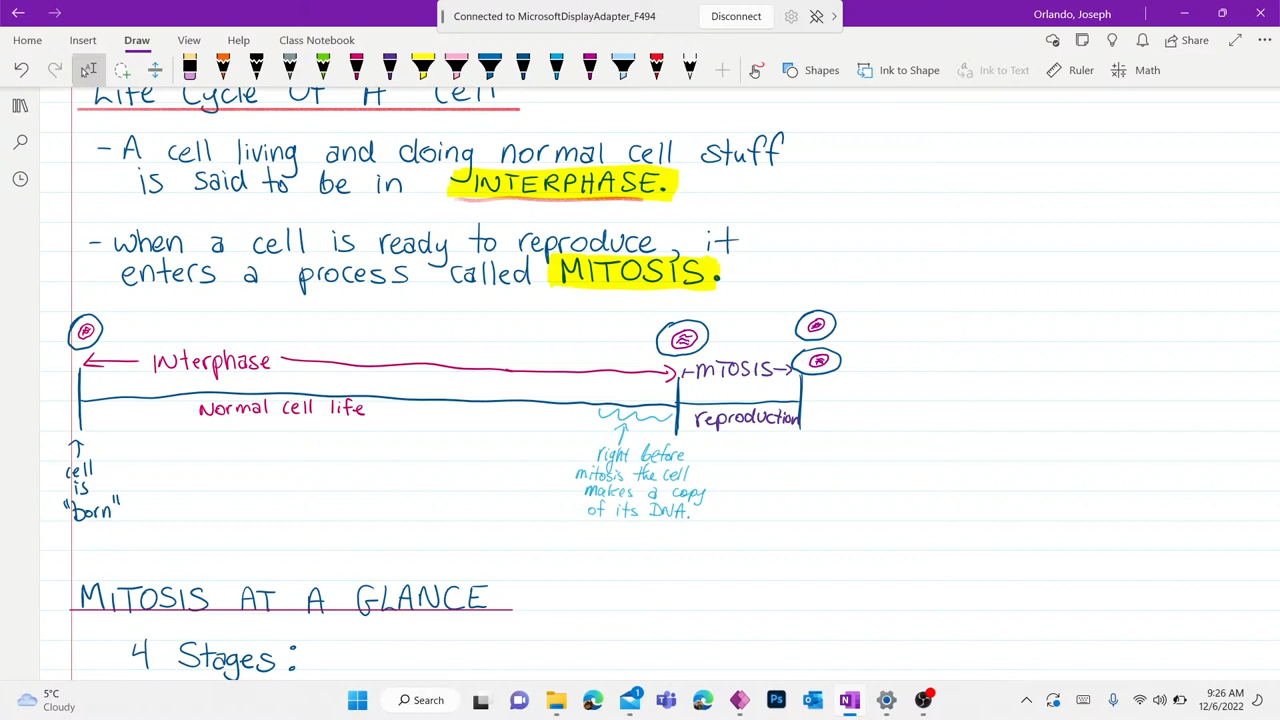 Connected to MicrosoftDisplayAdapter_F494
Disconnect
Orlando, Joseph
Home Insert Draw View Help Class Notebook
Share
Shapes Ink to Shape Ink to Text Ruler Math
Life Cycle Of A Cell
- A cell living and doing normal cell stuff
is said to be in INTERPHASE.
- When a cell is ready to reproduce, it
enters a process called MITOSIS.
Interphase
MITOSIS
Normal cell life
reproduction
↑
cell
is
"born"
right before
mitosis the cell
makes a copy
of its DNA.
MITOSIS AT A GLANCE
4 Stages:
5°C
Cloudy
Search
1
9:26 AM
12/6/2022